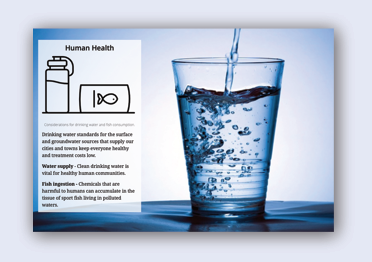 Human Health
Considerations for drinking water and fish consumption
Drinking water standards for the surface
and groundwater sources that supply our
cities and towns keep everyone healthy
and treatment costs low.
Water supply - Clean drinking water is
vital for healthy human communities.
Fish Ingestion - Chemicals that are
harmful to humans can accumulate in the
tissue of sport fish living in polluted
waters.